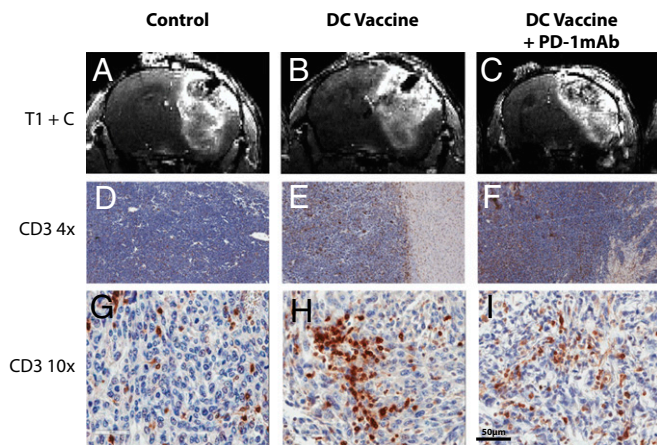 Control
DC Vaccine
DC Vaccine
+ PD-1mAb
T1 + C
A
B
C
CD3 4x
D
E
F
CD3 10x
G
H
I
50µm